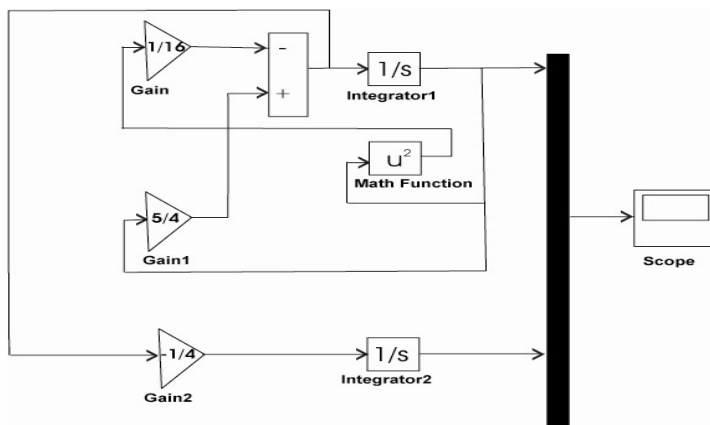 1/16
Gain
-
+
1/s
Integrator1
u²
Math Function
5/4
Gain1
Scope
-1/4
Gain2
1/s
Integrator2